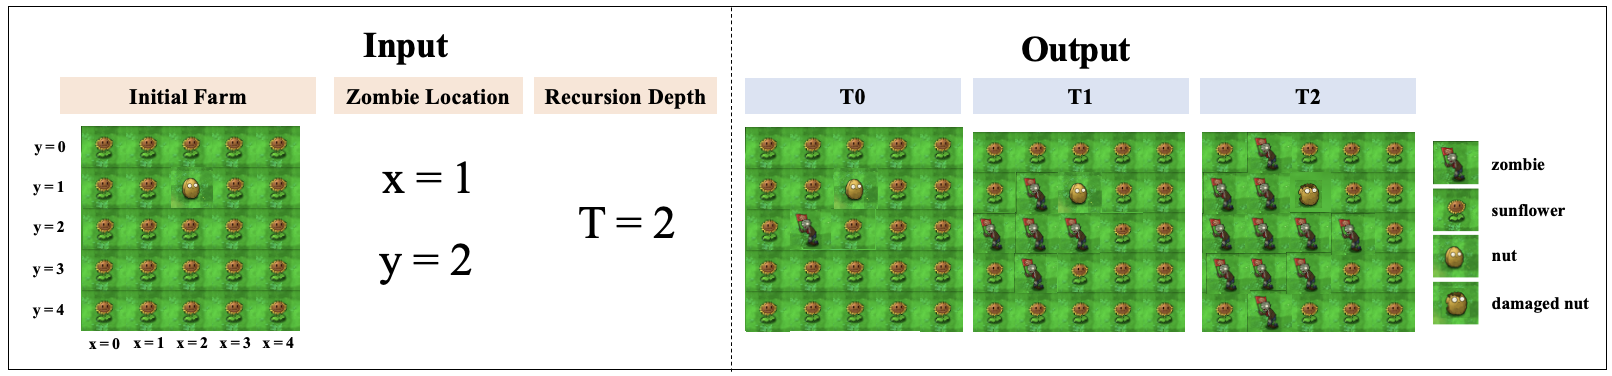 Input
Output
Initial Farm
Zombie Location
Recursion Depth
T0
T1
T2
y = 0
y = 1
y = 2
y = 3
y = 4
x = 0 x = 1 x = 2 x = 3 x = 4
x = 1
y = 2
T = 2
zombie
sunflower
nut
damaged nut